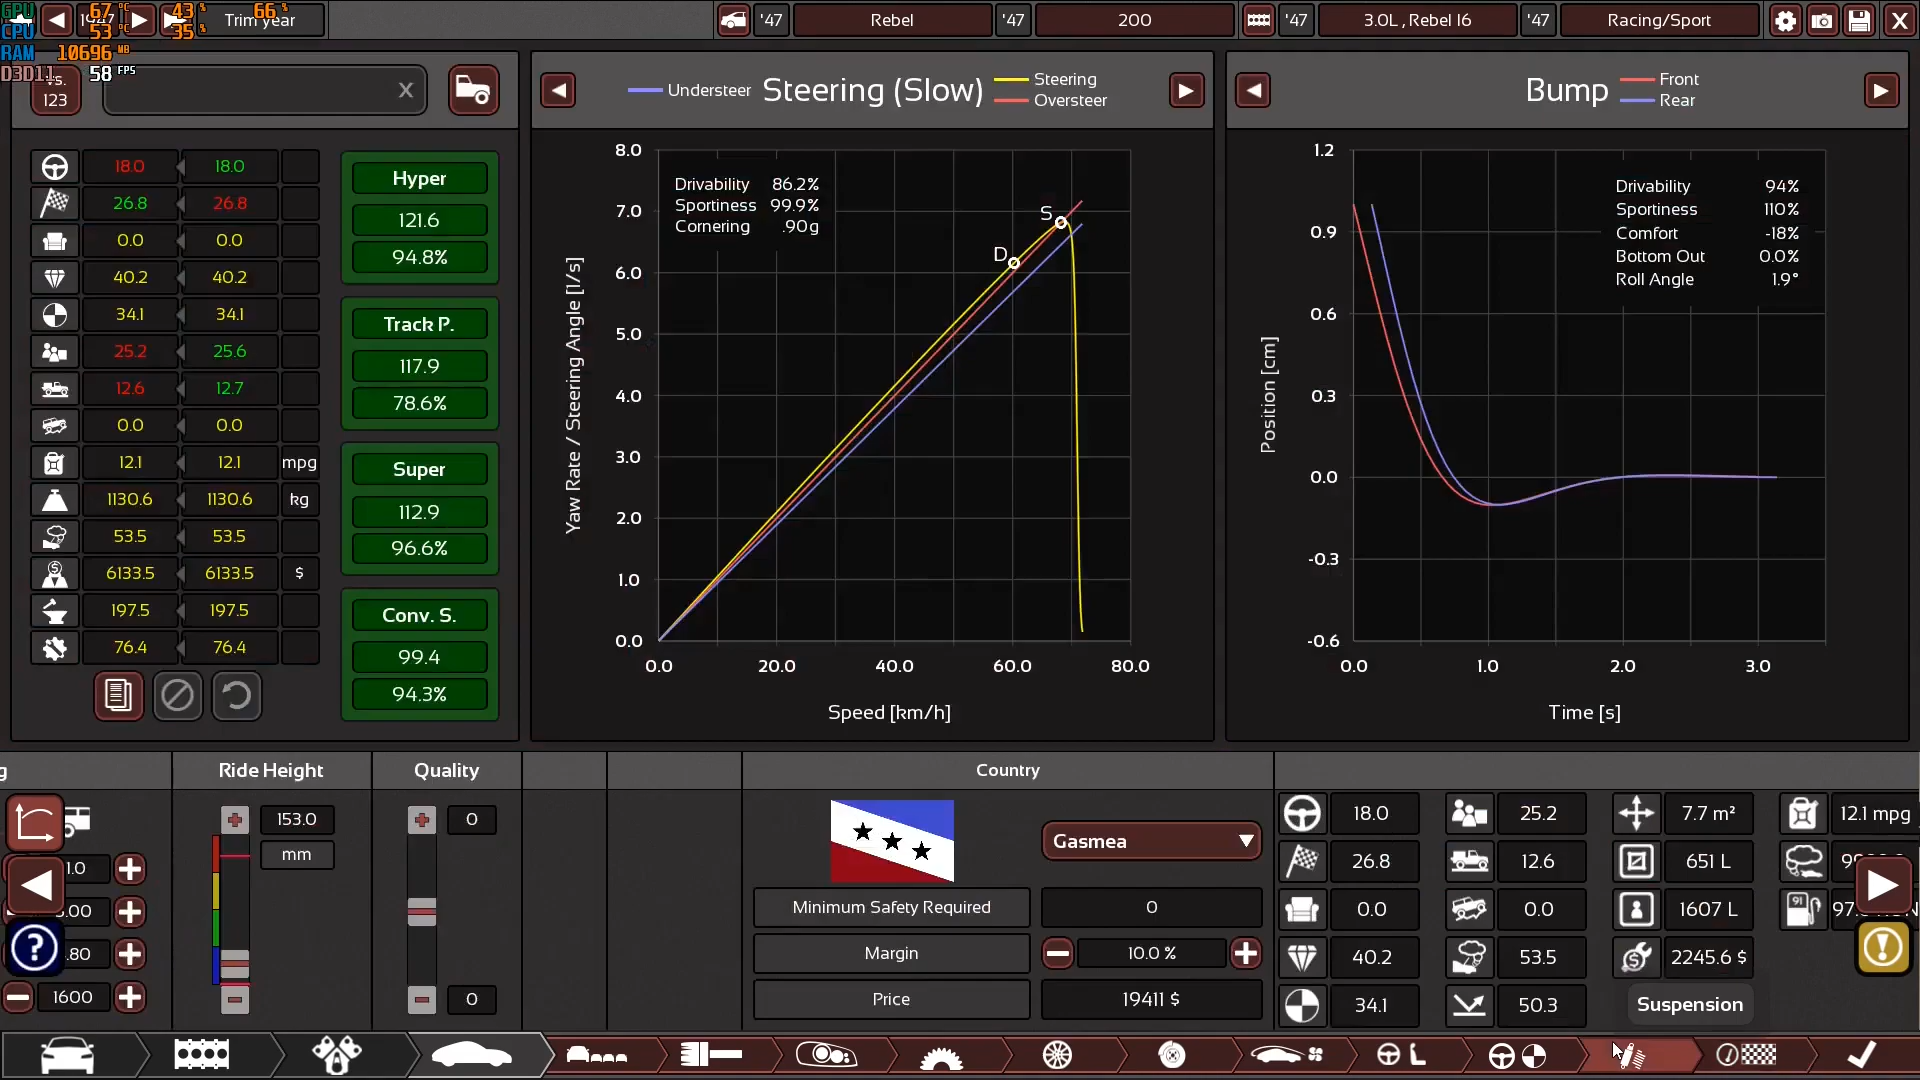 GPU 67 °C 43 % 66 %
CPU 53 °C 35 %
RAM 10696 MB
D3D11 58 FPS
Trim year
'47 Rebel '47 200 '47 3.0L , Rebel I6 '47 Racing/Sport X
vs.
123
X
Understeer Steering (Slow) Steering
Oversteer
Bump Front
Rear
18.0 18.0
26.8 26.8
0.0 0.0
40.2 40.2
34.1 34.1
25.2 25.6
12.6 12.7
0.0 0.0
12.1 12.1 mpg
1130.6 1130.6 kg
53.5 53.5
6133.5 6133.5 $
197.5 197.5
76.4 76.4
Hyper
121.6
94.8%
Track P.
117.9
78.6%
Super
112.9
96.6%
Conv. S.
99.4
94.3%
Drivability 86.2%
Sportiness 99.9%
Cornering .90g
S
D
8.0
7.0
6.0
5.0
4.0
3.0
2.0
1.0
0.0
0.0 20.0 40.0 60.0 80.0
Yaw Rate / Steering Angle [1/s]
Speed [km/h]
Drivability 94%
Sportiness 110%
Comfort -18%
Bottom Out 0.0%
Roll Angle 1.9°
1.2
0.9
0.6
0.3
0.0
-0.3
-0.6
0.0 1.0 2.0 3.0
Position [cm]
Time [s]
g Ride Height Quality Country
153.0
mm
0
0
1600
Gasmea
Minimum Safety Required 0
Margin 10.0 %
Price 19411 $
18.0 25.2 7.7 m² 12.1 mpg
26.8 12.6 651 L
0.0 0.0 1607 L 91
40.2 53.5 2245.6 $
34.1 50.3
Suspension